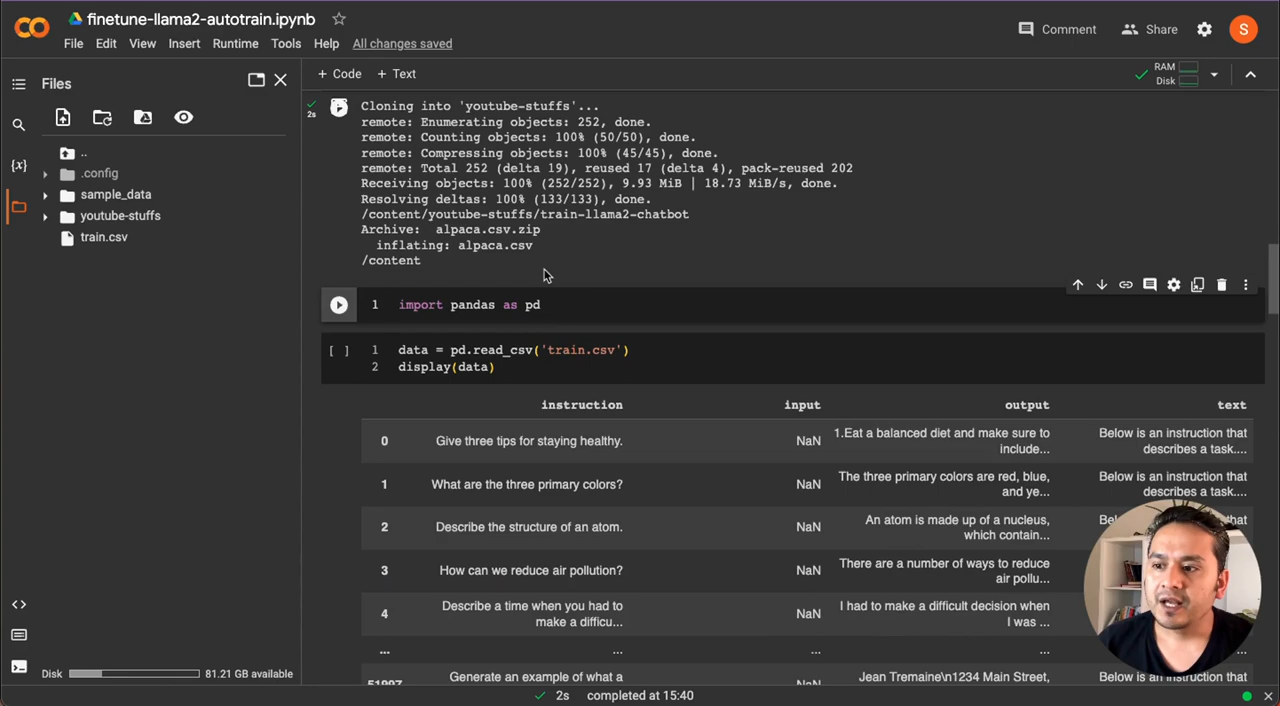 finetune-llama2-autotrain.ipynb
File Edit View Insert Runtime Tools Help All changes saved
Comment Share S
Files
+ Code + Text
RAM
Disk
..
.config
sample_data
youtube-stuffs
train.csv
{x}
2s
Cloning into 'youtube-stuffs'...
remote: Enumerating objects: 252, done.
remote: Counting objects: 100% (50/50), done.
remote: Compressing objects: 100% (45/45), done.
remote: Total 252 (delta 19), reused 17 (delta 4), pack-reused 202
Receiving objects: 100% (252/252), 9.93 MiB | 18.73 MiB/s, done.
Resolving deltas: 100% (133/133), done.
/content/youtube-stuffs/train-llama2-chatbot
Archive: alpaca.csv.zip
inflating: alpaca.csv
/content
1 import pandas as pd
[ ] 1 data = pd.read_csv('train.csv')
2 display(data)
instruction input output text
0 Give three tips for staying healthy. NaN 1.Eat a balanced diet and make sure to include... Below is an instruction that describes a task....
1 What are the three primary colors? NaN The three primary colors are red, blue, and ye... Below is an instruction that describes a task....
2 Describe the structure of an atom. NaN An atom is made up of a nucleus, which contain...
3 How can we reduce air pollution? NaN There are a number of ways to reduce air pollu...
4 Describe a time when you had to make a difficu... NaN I had to make a difficult decision when I was ...
... ... ... ... ...
51997 Generate an example of what a NaN Jean Tremaine\n1234 Main Street, Below is an instruction that
Disk 81.21 GB available
2s completed at 15:40